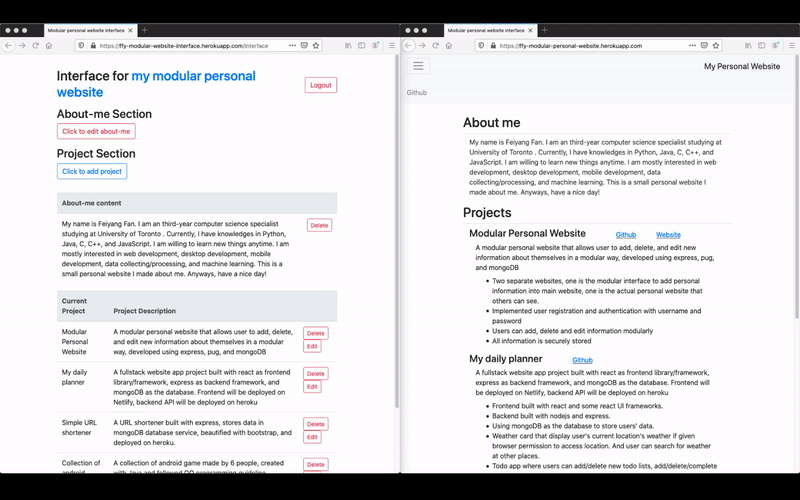 Modular personal website interface
https://ffy-modular-website-interface.herokuapp.com/interface
Interface for my modular personal
website
Logout
About-me Section
Click to edit about-me
Project Section
Click to add project
About-me content
My name is Feiyang Fan. I am an third-year computer science specialist
studying at University of Toronto . Currently, I have knowledges in Python,
Java, C, C++, and JavaScript. I am willing to learn new things anytime. I am
mostly interested in web development, desktop development, mobile
development, data collecting/processing, and machine learning. This is a
small personal website I made about me. Anyways, have a nice day!
Delete
Current
Project
Project Description
Modular
Personal
Website
A modular personal website that allows user to add, delete,
and edit new information about themselves in a modular
way, developed using express, pug, and mongoDB
Delete
Edit
My daily
planner
A fullstack website app project built with react as frontend
library/framework, express as backend framework, and
mongoDB as the database. Frontend will be deployed on
Netlify, backend API will be deployed on heroku
Delete
Edit
Simple URL
shortener
A URL shortener built with express, stores data in
mongoDB database service, beautified with bootstrap, and
deployed on heroku.
Delete
Edit
Collection of
android
A collection of android game made by 6 people, created
with Java and followed OO programming guideline
Delete
Modular personal website interface
https://ffy-modular-personal-website.herokuapp.com
My Personal Website
Github
About me
My name is Feiyang Fan. I am an third-year computer science specialist studying at
University of Toronto . Currently, I have knowledges in Python, Java, C, C++, and
JavaScript. I am willing to learn new things anytime. I am mostly interested in web
development, desktop development, mobile development, data
collecting/processing, and machine learning. This is a small personal website I
made about me. Anyways, have a nice day!
Projects
Modular Personal Website Github Website
A modular personal website that allows user to add, delete, and edit new
information about themselves in a modular way, developed using express, pug,
and mongoDB
Two separate websites, one is the modular interface to add personal
information into main website, one is the actual personal website that
others can see.
Implemented user registration and authentication with username and
password
Users can add, delete and edit information modularly
All information is securely stored
My daily planner Github
A fullstack website app project built with react as frontend library/framework,
express as backend framework, and mongoDB as the database. Frontend will
be deployed on Netlify, backend API will be deployed on heroku
Frontend built with react and some react UI frameworks.
Backend built with nodejs and express.
Using mongoDB as the database to store users' data.
Weather card that display user's current location's weather if given
browser permission to access location. And user can search for weather
at other places.
Todo app where users can add/delete new todo lists, add/delete/complete